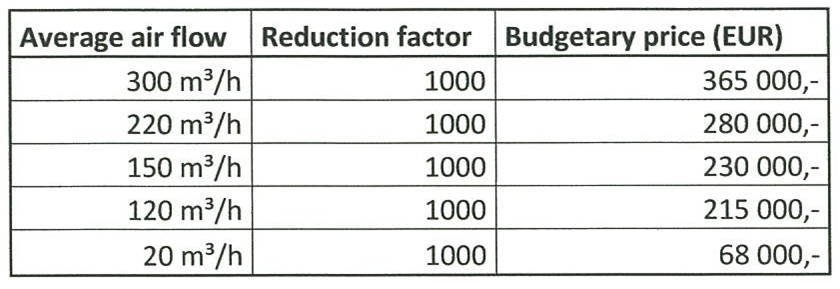 Average air flow Reduction factor Budgetary price (EUR)
300 m³/h 1000 365 000,-
220 m³/h 1000 280 000,-
150 m³/h 1000 230 000,-
120 m³/h 1000 215 000,-
20 m³/h 1000 68 000,-